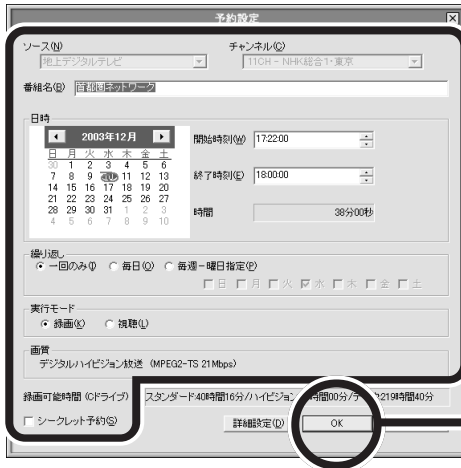 予約設定
ソース(N)
チャンネル(C)
地上デジタルテレビ
11CH - NHK総合1・東京
番組名(B)
首都圏ネットワーク
日時
2003年12月
日 月 火 水 木 金 土
30 1 2 3 4 5 6
7 8 9 10 11 12 13
14 15 16 17 18 19 20
21 22 23 24 25 26 27
28 29 30 31 1 2 3
4 5 6 7 8 9 10
開始時刻(W) 17:22:00
終了時刻(E) 18:00:00
時間 38分00秒
繰り返し
一回のみ(I) 毎日(O) 毎週-曜日指定(P)
日 月 火 水 木 金 土
実行モード
録画(K) 視聴(L)
画質
デジタルハイビジョン放送 (MPEG2-TS 21Mbps)
録画可能時間 (Cドライブ) スタンダード:40時間16分/ハイビジョン 時間00分/ 219時間40分
シークレット予約(S)
詳細設定(D)
OK